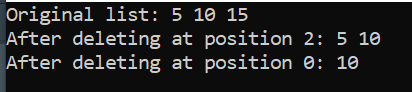 Original list: 5 10 15
After deleting at position 2: 5 10
After deleting at position 0: 10